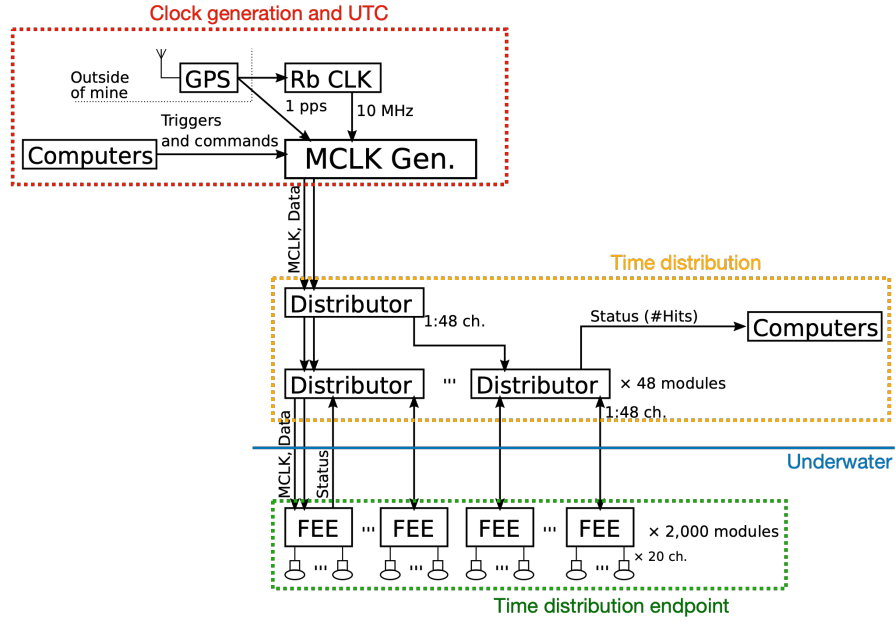 Clock generation and UTC
GPS
Rb CLK
Outside
of mine
1 pps
10 MHz
Triggers
and commands
Computers
MCLK Gen.
MCLK, Data
Time distribution
Distributor
1:48 ch.
Status (#Hits)
Computers
Distributor
'''
Distributor
× 48 modules
1:48 ch.
MCLK, Data
Status
Underwater
FEE
'''
FEE
FEE
'''
FEE
× 2,000 modules
× 20 ch.
'''
'''
'''
'''
Time distribution endpoint